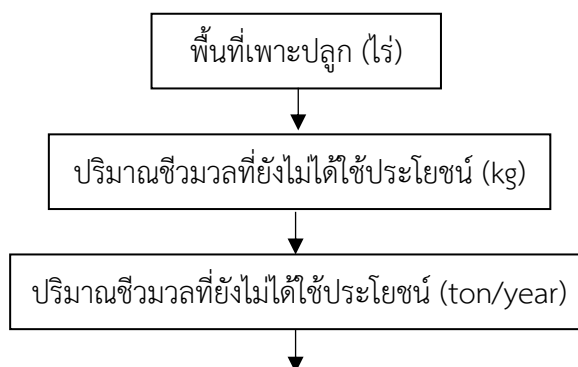 พื้นที่เพาะปลูก (ไร่)
ปริมาณชีวมวลที่ยังไม่ได้ใช้ประโยชน์ (kg)
ปริมาณชีวมวลที่ยังไม่ได้ใช้ประโยชน์ (ton/year)